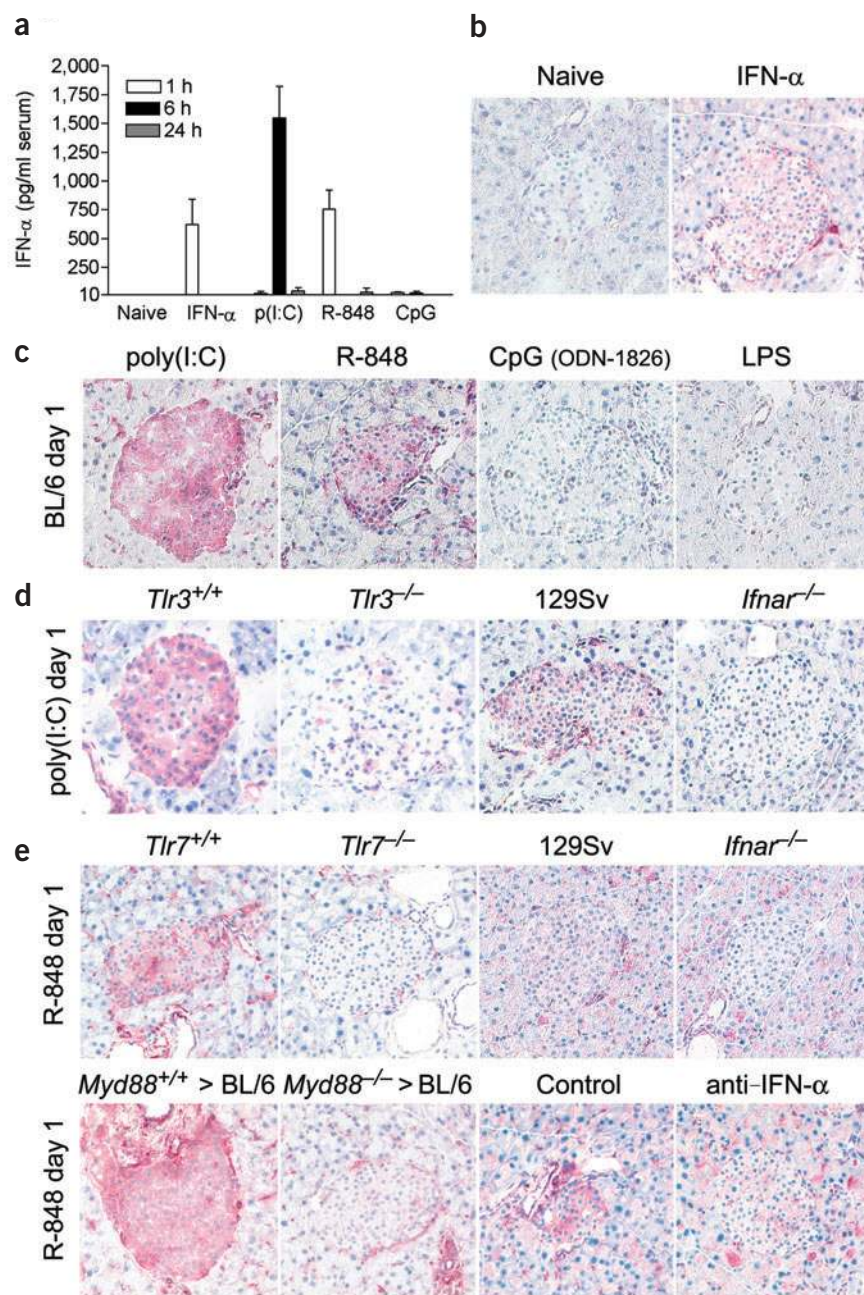 a
IFN-α (pg/ml serum)
2,000
1,750
1,500
1,250
1,000
750
500
250
10
1 h
6 h
24 h
Naive IFN-α p(I:C) R-848 CpG
b
Naive IFN-α
c
poly(I:C) R-848 CpG (ODN-1826) LPS
BL/6 day 1
d
Tlr3+/+ Tlr3–/– 129Sv Ifnar–/–
poly(I:C) day 1
e
Tlr7+/+ Tlr7–/– 129Sv Ifnar–/–
R-848 day 1
Myd88+/+ > BL/6 Myd88–/– > BL/6 Control anti–IFN-α
R-848 day 1